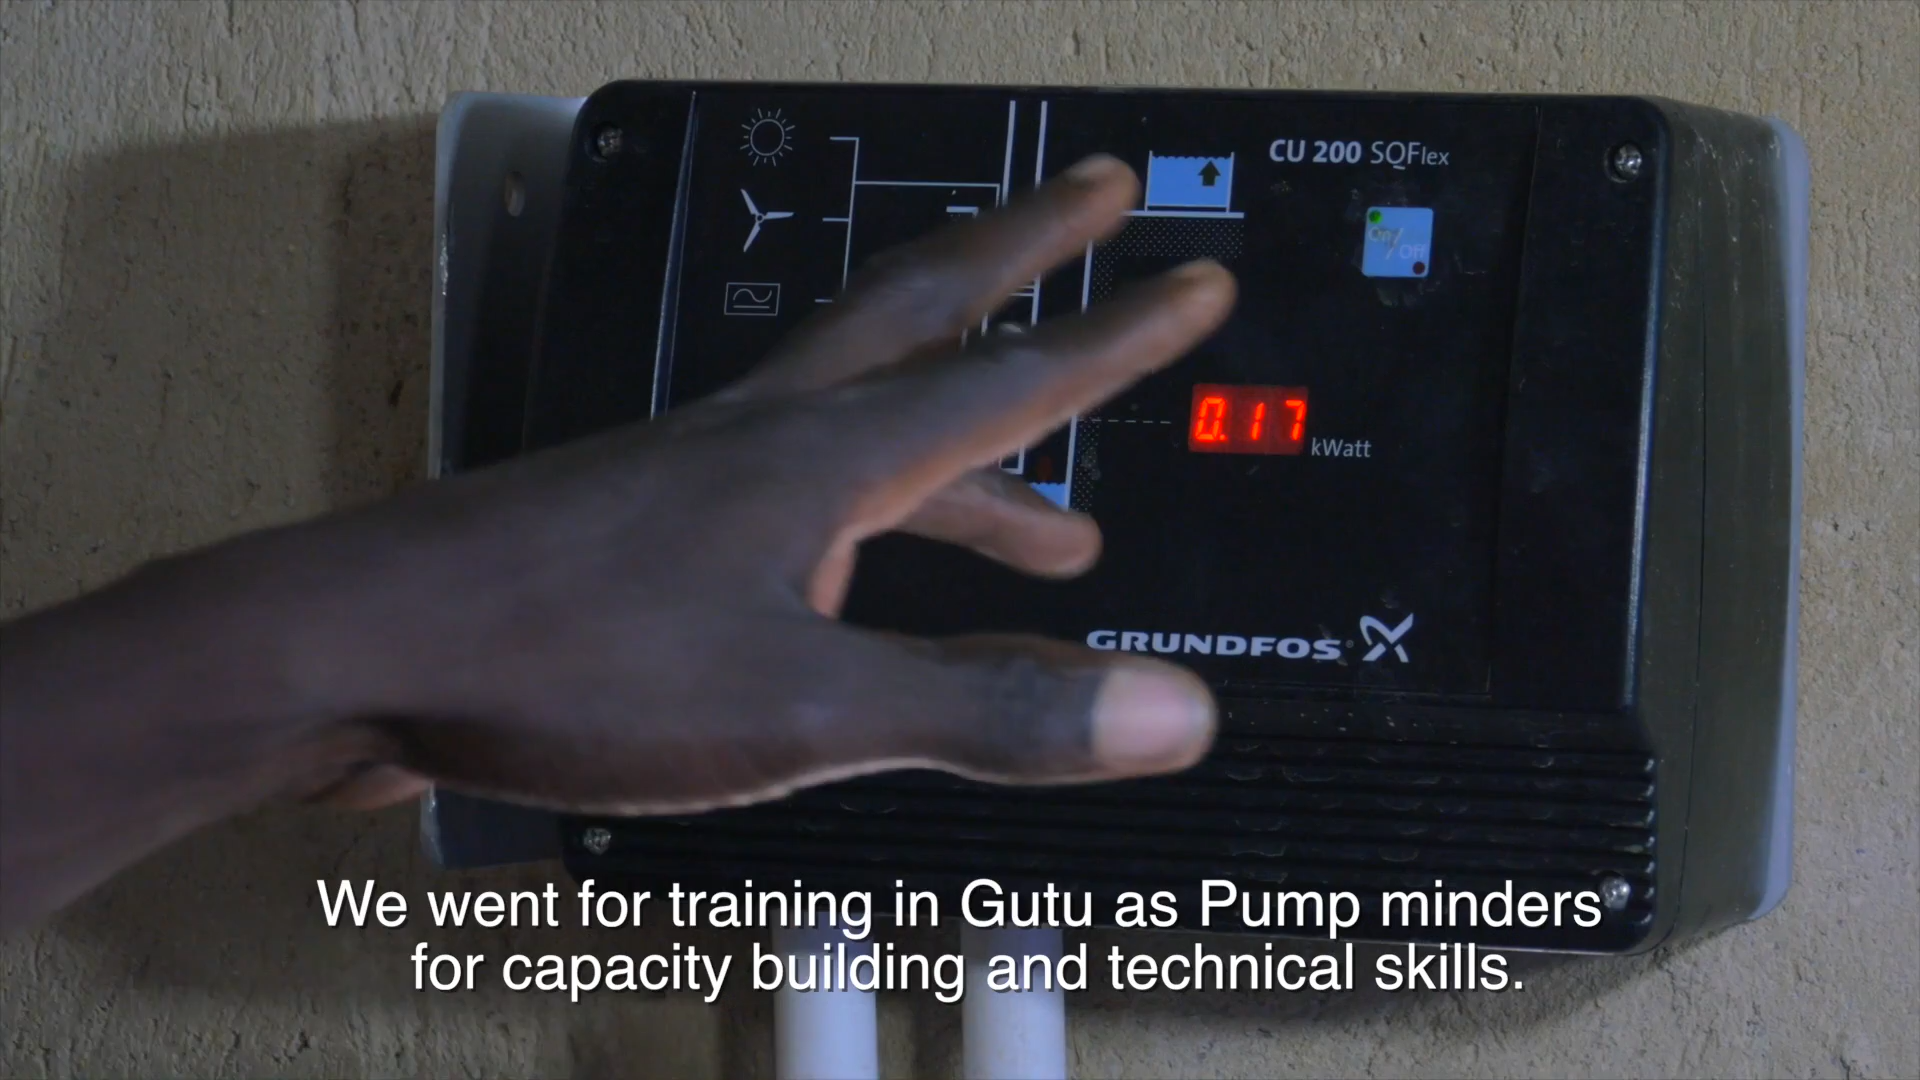 CU 200 SQFlex
On/Off
0.17 kWatt
GRUNDFOS
We went for training in Gutu as Pump minders
for capacity building and technical skills.